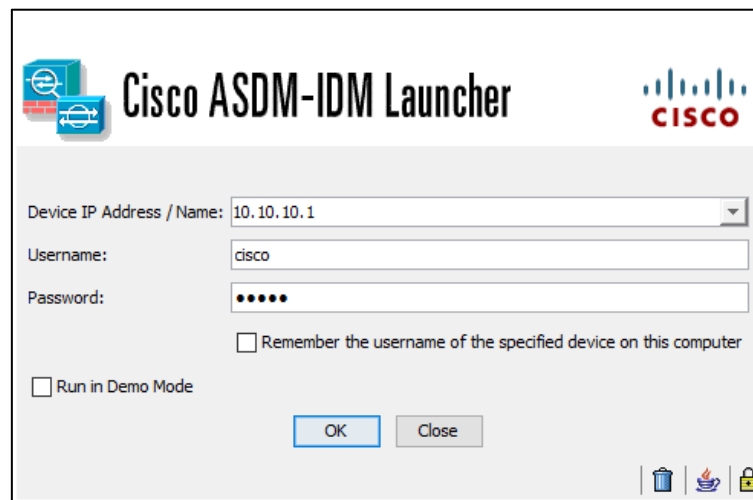 Cisco ASDM-IDM Launcher
CISCO
Device IP Address / Name: 10.10.10.1
Username: cisco
Password: •••••
Remember the username of the specified device on this computer
Run in Demo Mode
OK Close